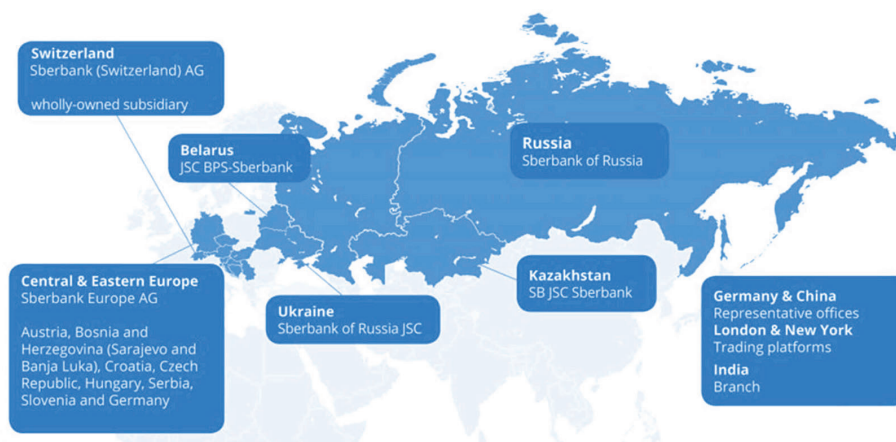 Switzerland
Sberbank (Switzerland) AG
wholly-owned subsidiary
Belarus
JSC BPS-Sberbank
Russia
Sberbank of Russia
Central & Eastern Europe
Sberbank Europe AG
Austria, Bosnia and
Herzegovina (Sarajevo and
Banja Luka), Croatia, Czech
Republic, Hungary, Serbia,
Slovenia and Germany
Ukraine
Sberbank of Russia JSC
Kazakhstan
SB JSC Sberbank
Germany & China
Representative offices
London & New York
Trading platforms
India
Branch